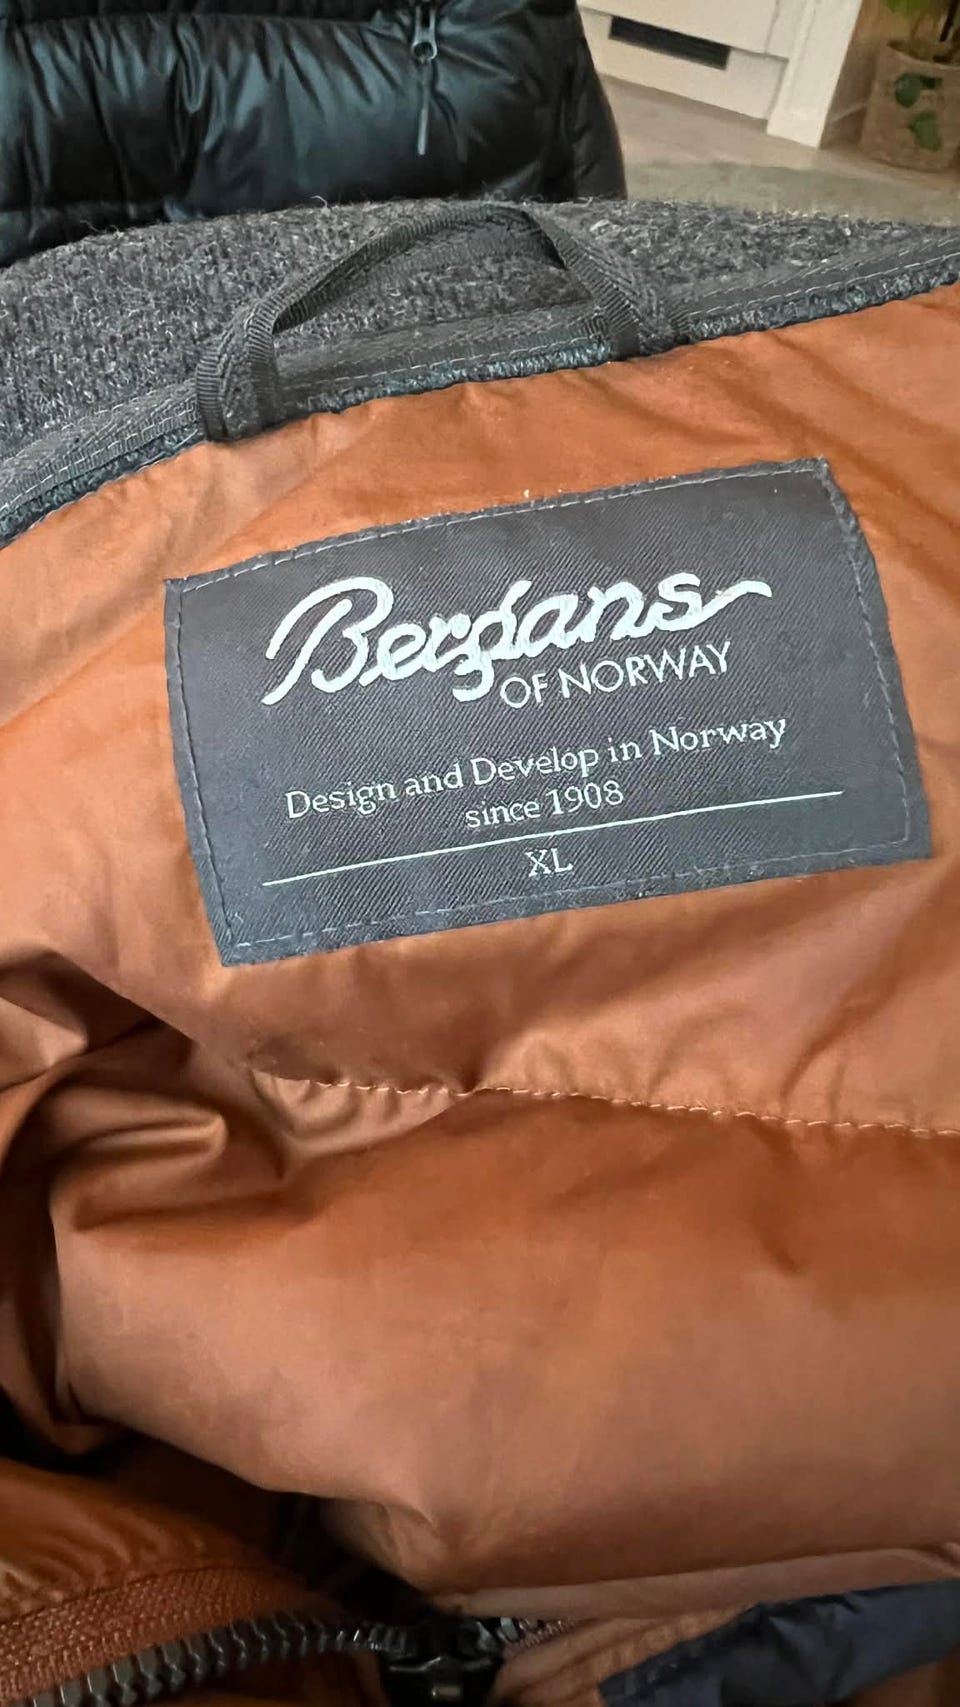 Bergans
OF NORWAY
Design and Develop in Norway
since 1908
XL